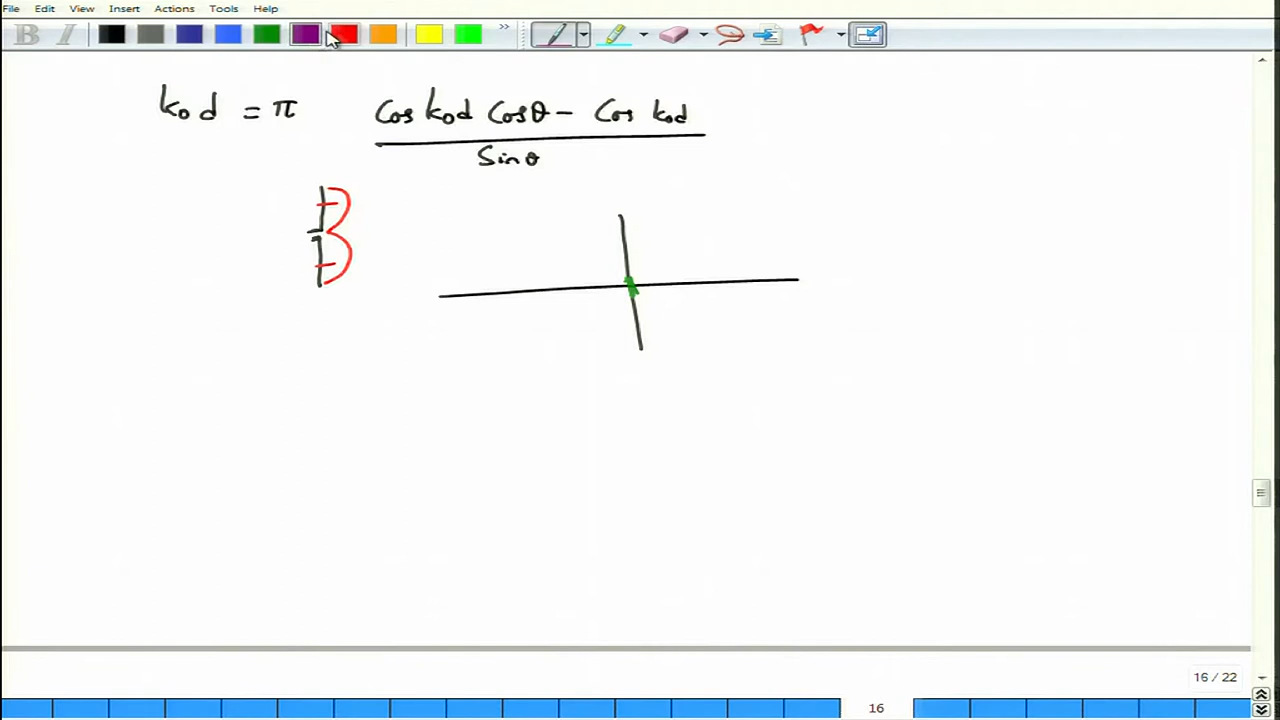 File Edit View Insert Actions Tools Help
B I »
k₀d = π Cos k₀d Cosθ − Cos k₀d
Sinθ
16 / 22
16